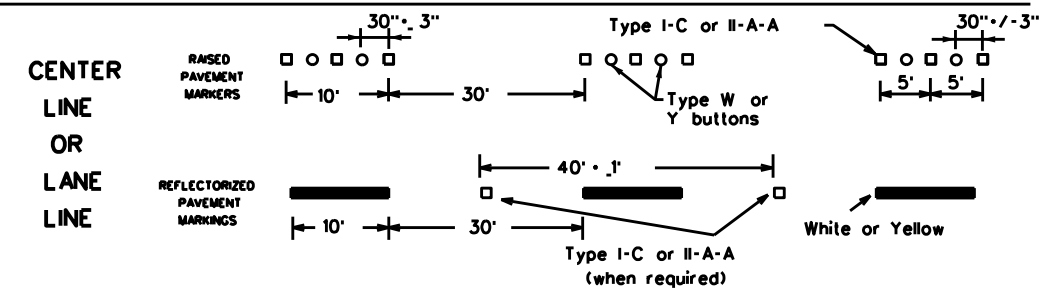 CENTER
LINE
OR
LANE
LINE
RAISED
PAVEMENT
MARKERS
30"·_ 3"
10'
30'
Type I-C or II-A-A
Type W or
Y buttons
30"·/-3"
5' 5'
REFLECTORIZED
PAVEMENT
MARKINGS
40' · _1'
10'
30'
Type I-C or II-A-A
(when required)
White or Yellow